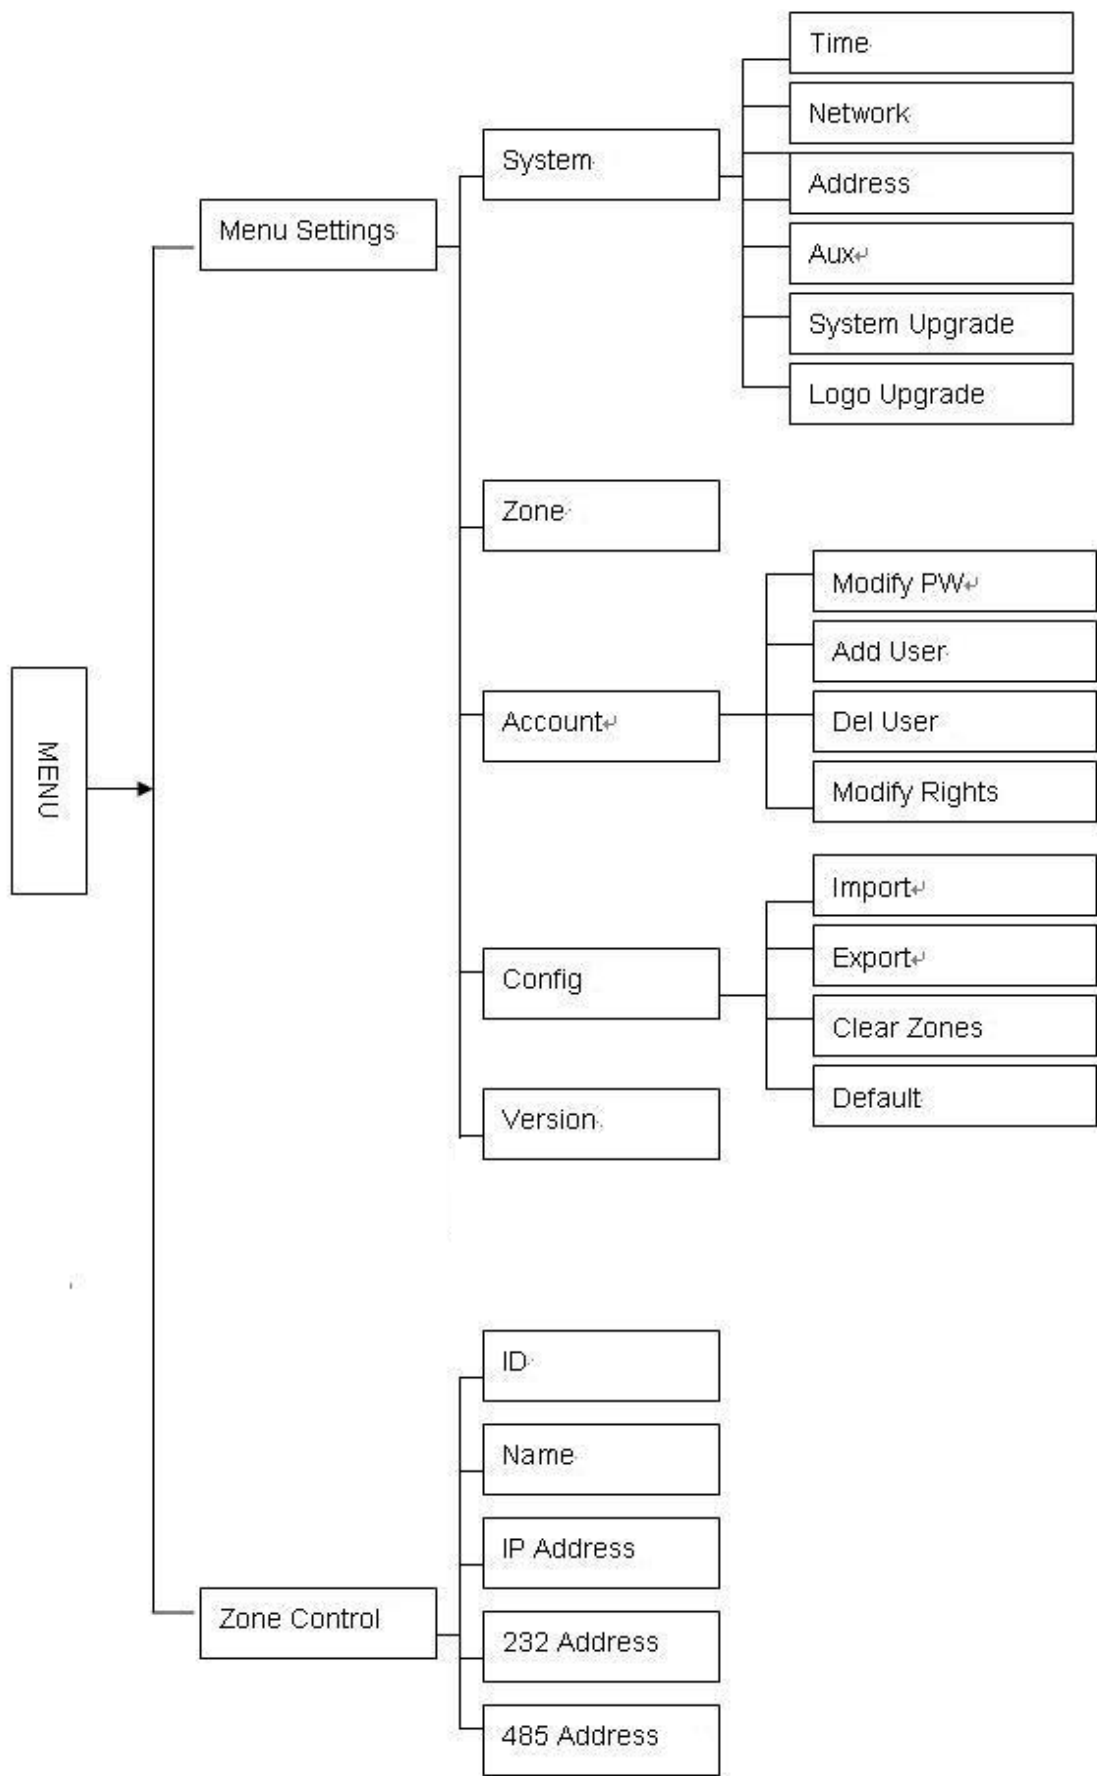 MENU
Menu Settings
System
Time
Network
Address
Aux
System Upgrade
Logo Upgrade
Zone
Account
Modify PW
Add User
Del User
Modify Rights
Config
Import
Export
Clear Zones
Default
Version
Zone Control
ID
Name
IP Address
232 Address
485 Address